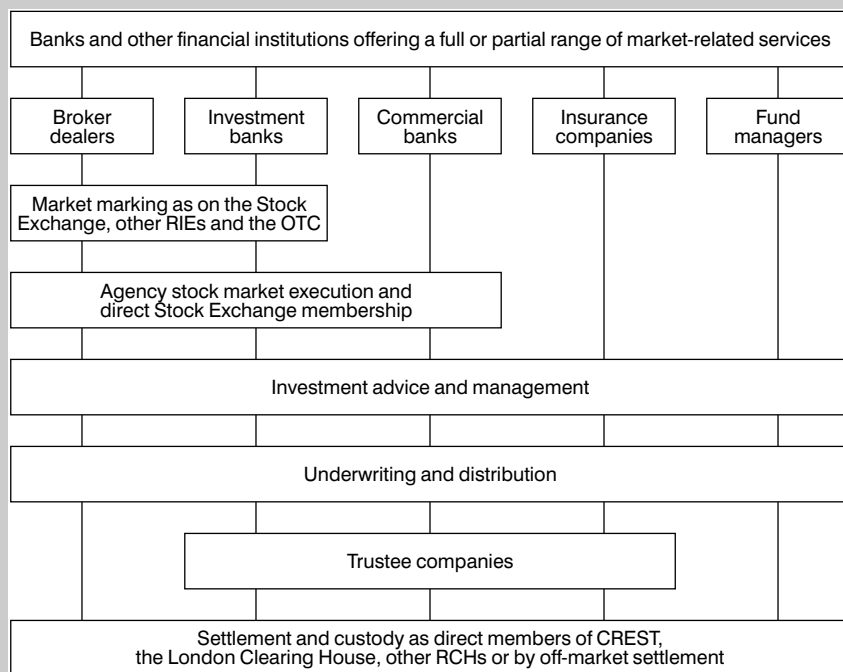 Banks and other financial institutions offering a full or partial range of market-related services
Broker
dealers
Investment
banks
Commercial
banks
Insurance
companies
Fund
managers
Market marking as on the Stock
Exchange, other RIEs and the OTC
Agency stock market execution and
direct Stock Exchange membership
Investment advice and management
Underwriting and distribution
Trustee companies
Settlement and custody as direct members of CREST,
the London Clearing House, other RCHs or by off-market settlement